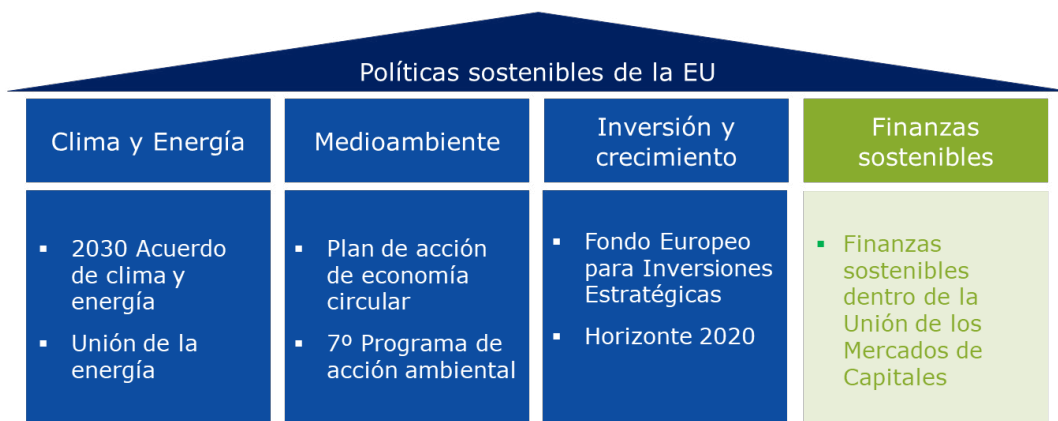 Políticas sostenibles de la EU
Clima y Energía
Medioambiente
Inversión y
crecimiento
Finanzas
sostenibles
▪ 2030 Acuerdo
de clima y
energía
▪ Unión de la
energía
▪ Plan de acción
de economía
circular
▪ 7º Programa de
acción ambiental
▪ Fondo Europeo
para Inversiones
Estratégicas
▪ Horizonte 2020
▪ Finanzas
sostenibles
dentro de la
Unión de los
Mercados de
Capitales